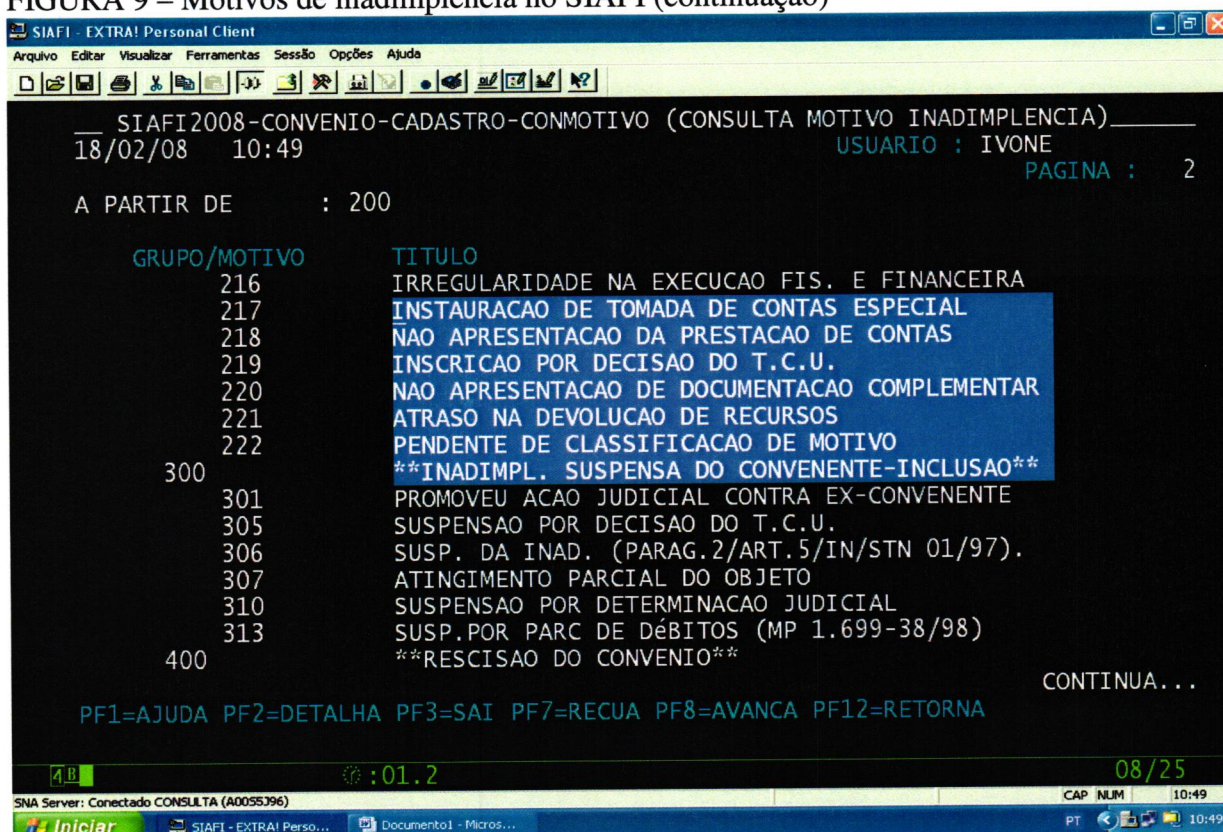 FIGURA 9 – Motivos de inadimplência no SIAFI (continuação)
SIAFI - EXTRA! Personal Client
Arquivo Editar Visualizar Ferramentas Sessão Opções Ajuda
__ SIAFI2008-CONVENIO-CADASTRO-CONMOTIVO (CONSULTA MOTIVO INADIMPLENCIA)_______
18/02/08 10:49 USUARIO : IVONE
PAGINA : 2
A PARTIR DE : 200
GRUPO/MOTIVO TITULO
216 IRREGULARIDADE NA EXECUCAO FIS. E FINANCEIRA
217 INSTAURACAO DE TOMADA DE CONTAS ESPECIAL
218 NAO APRESENTACAO DA PRESTACAO DE CONTAS
219 INSCRICAO POR DECISAO DO T.C.U.
220 NAO APRESENTACAO DE DOCUMENTACAO COMPLEMENTAR
221 ATRASO NA DEVOLUCAO DE RECURSOS
222 PENDENTE DE CLASSIFICACAO DE MOTIVO
300 **INADIMPL. SUSPENSA DO CONVENENTE-INCLUSAO**
301 PROMOVEU ACAO JUDICIAL CONTRA EX-CONVENENTE
305 SUSPENSAO POR DECISAO DO T.C.U.
306 SUSP. DA INAD. (PARAG.2/ART.5/IN/STN 01/97).
307 ATINGIMENTO PARCIAL DO OBJETO
310 SUSPENSAO POR DETERMINACAO JUDICIAL
313 SUSP.POR PARC DE DéBITOS (MP 1.699-38/98)
400 **RESCISAO DO CONVENIO**
CONTINUA...
PF1=AJUDA PF2=DETALHA PF3=SAI PF7=RECUA PF8=AVANCA PF12=RETORNA
4B :01.2 08/25
SNA Server: Conectado CONSULTA (A0055J96) CAP NUM 10:49
Iniciar SIAFI - EXTRA! Perso... Documento1 - Micros... PT 10:49